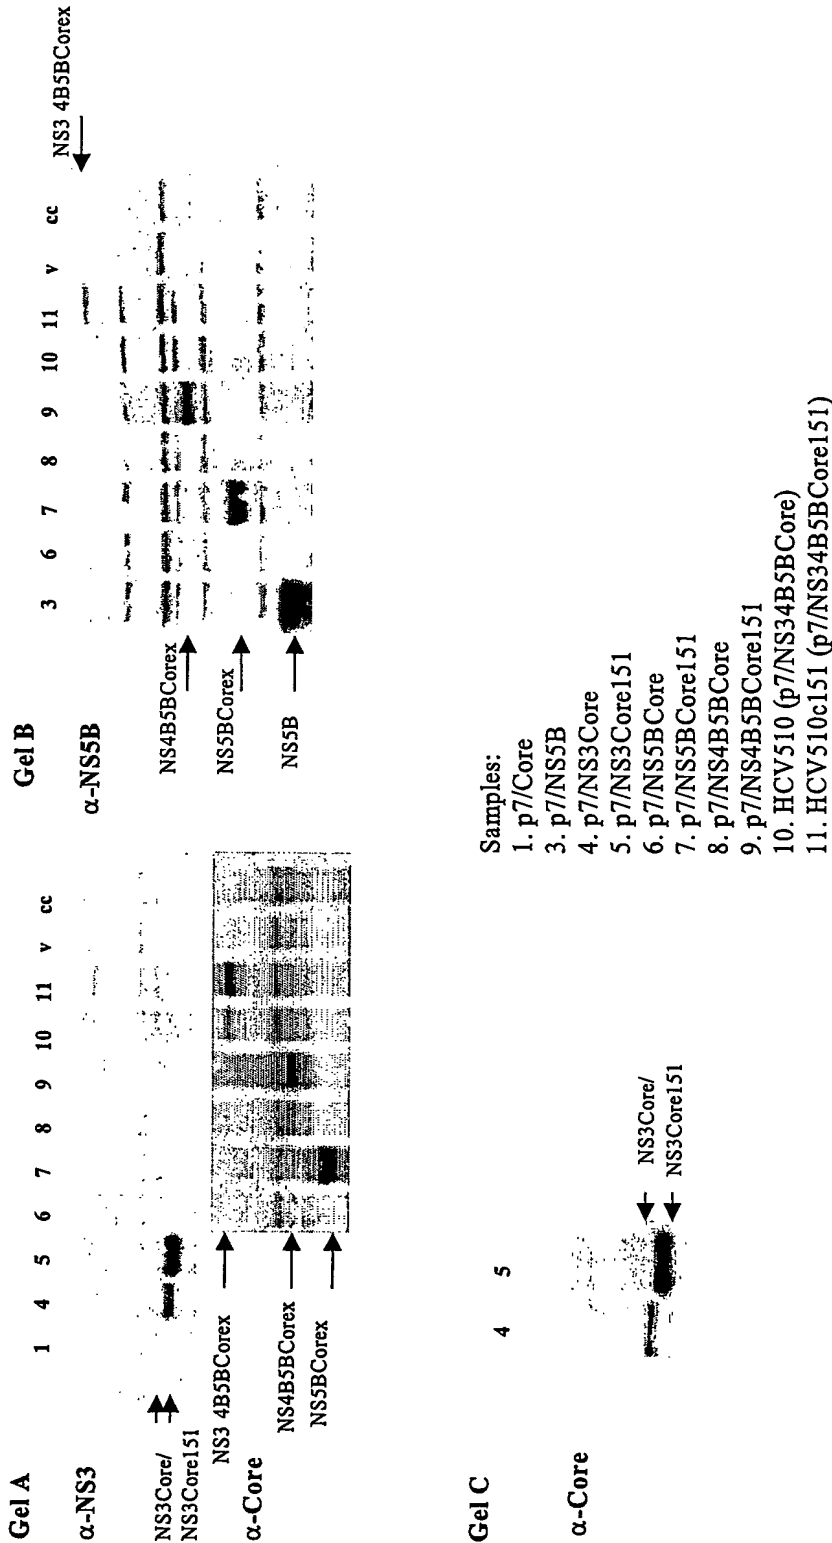 Gel A
α-NS3
1 4 5 6 7 8 9 10 11 v cc
NS3Core/
NS3Core151
α-Core
NS3 4B5BCorex
NS4B5BCorex
NS5BCorex
Gel B
α-NS5B
3 6 7 8 9 10 11 v cc
NS3 4B5BCorex
NS4B5BCorex
NS5BCorex
NS5B
Gel C
α-Core
4 5
NS3Core/
NS3Core151
Samples:
1. p7/Core
3. p7/NS5B
4. p7/NS3Core
5. p7/NS3Core151
6. p7/NS5BCore
7. p7/NS5BCore151
8. p7/NS4B5BCore
9. p7/NS4B5BCore151
10. HCV510 (p7/NS34B5BCore)
11. HCV510c151 (p7/NS34B5BCore151)